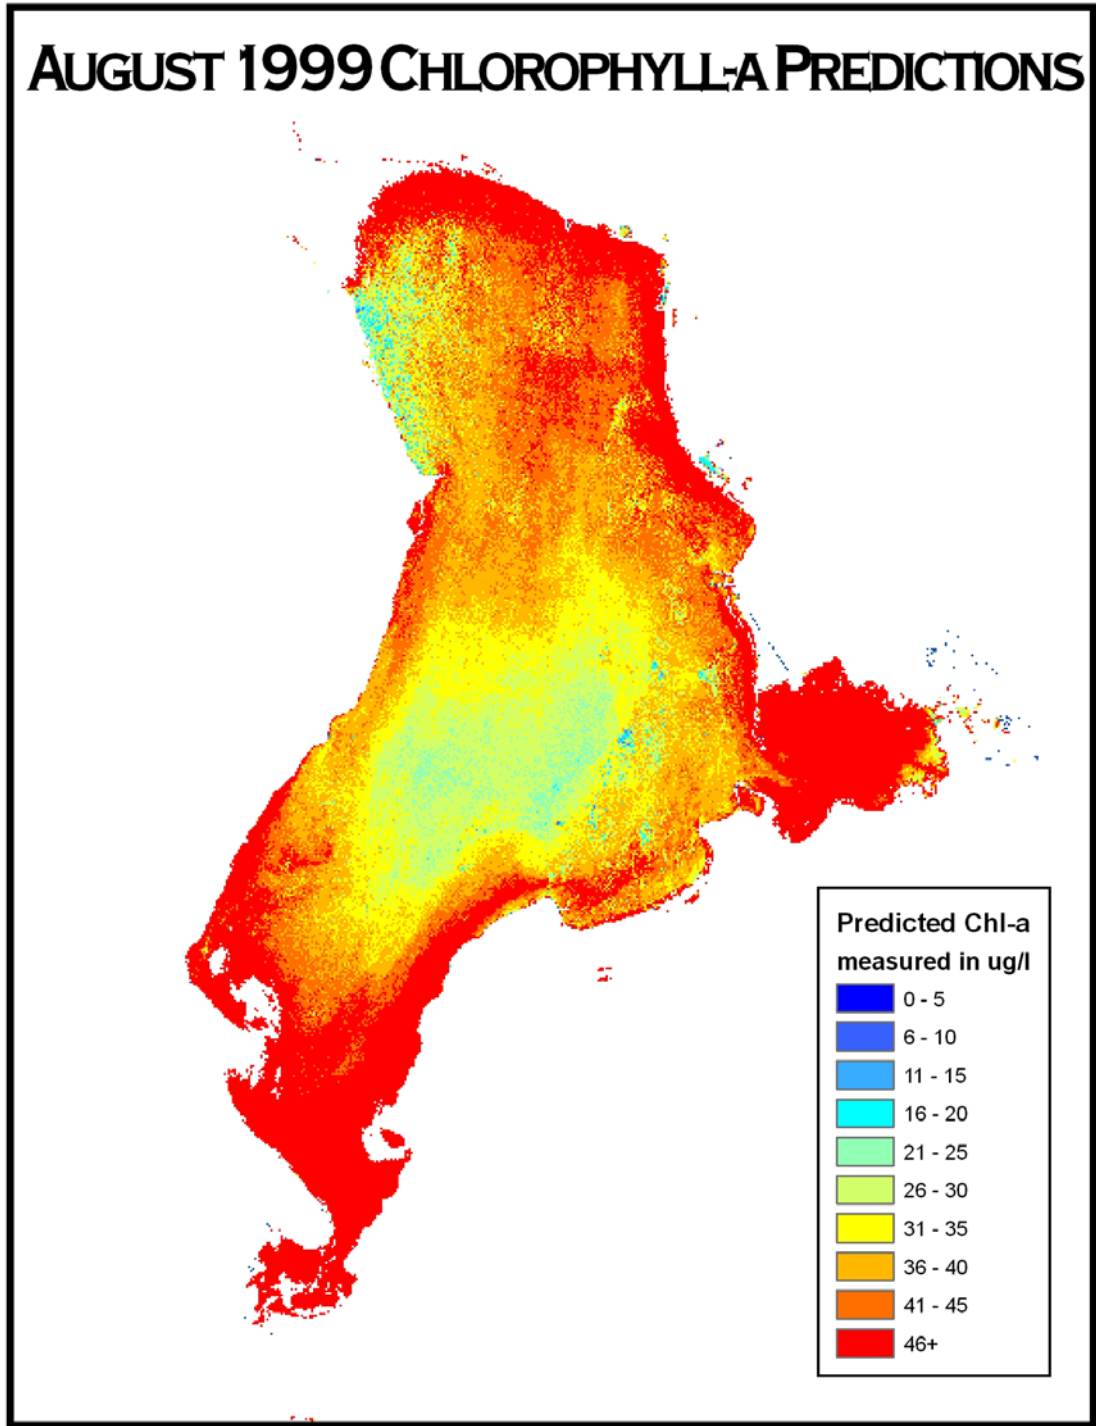 AUGUST 1999 CHLOROPHYLL-A PREDICTIONS
Predicted Chl-a
measured in ug/l
0 - 5
6 - 10
11 - 15
16 - 20
21 - 25
26 - 30
31 - 35
36 - 40
41 - 45
46+